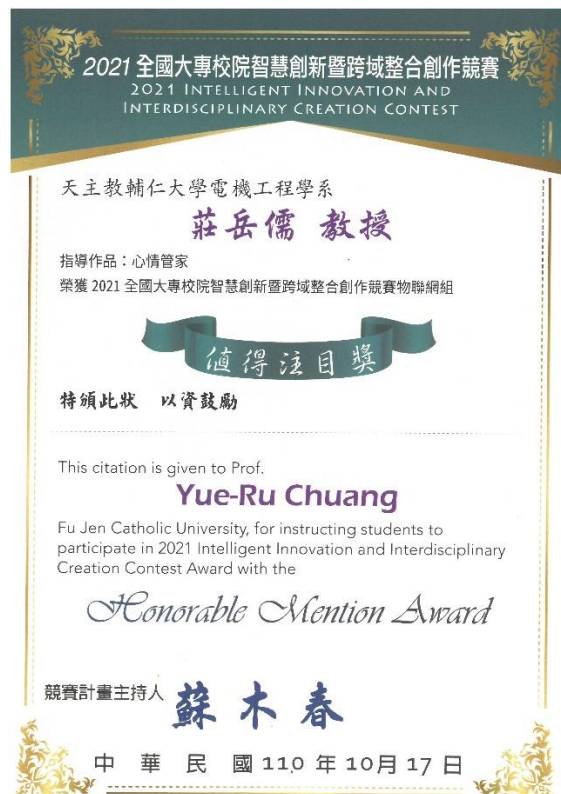 2021 全國大專校院智慧創新暨跨域整合創作競賽
2021 INTELLIGENT INNOVATION AND
INTERDISCIPLINARY CREATION CONTEST
天主教輔仁大學電機工程學系
莊岳儒 教授
指導作品：心情管家
榮獲 2021 全國大專校院智慧創新暨跨域整合創作競賽物聯網組
值得注目獎
特頒此狀 以資鼓勵
This citation is given to Prof.
Yue-Ru Chuang
Fu Jen Catholic University, for instructing students to
participate in 2021 Intelligent Innovation and Interdisciplinary
Creation Contest Award with the
Honorable Mention Award
競賽計畫主持人 蘇木春
中華民國 110 年 10月 17 日